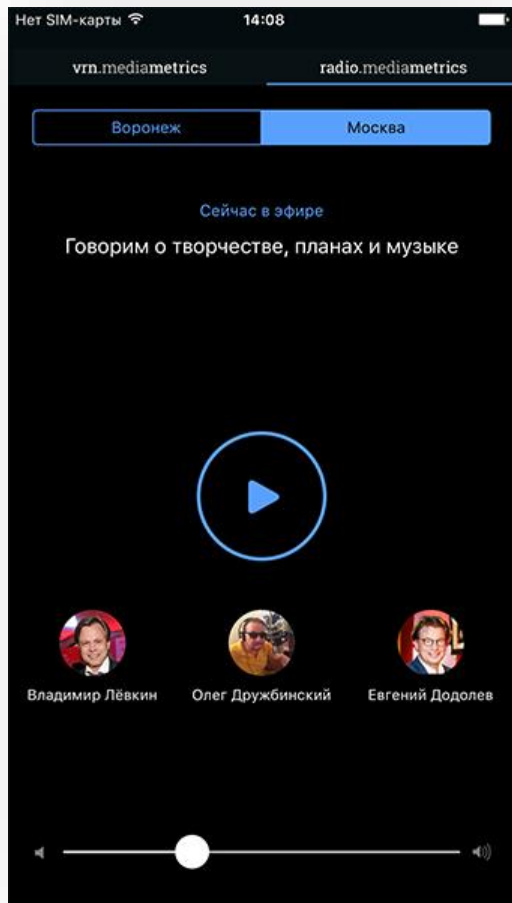 Нет SIM-карты 14:08
vrn.mediametrics radio.mediametrics
Воронеж Москва
Сейчас в эфире
Говорим о творчестве, планах и музыке
Владимир Лёвкин Олег Дружбинский Евгений Додолев